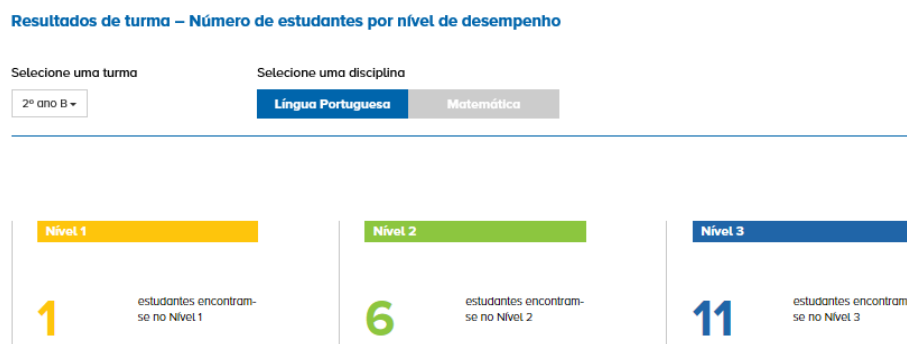 Resultados de turma – Número de estudantes por nível de desempenho
Selecione uma turma
Selecione uma disciplina
2º ano B
Língua Portuguesa
Matemática
Nível 1
Nível 2
Nível 3
1
estudantes encontram-
se no Nível 1
6
estudantes encontram-
se no Nível 2
11
estudantes encontram
se no Nível 3